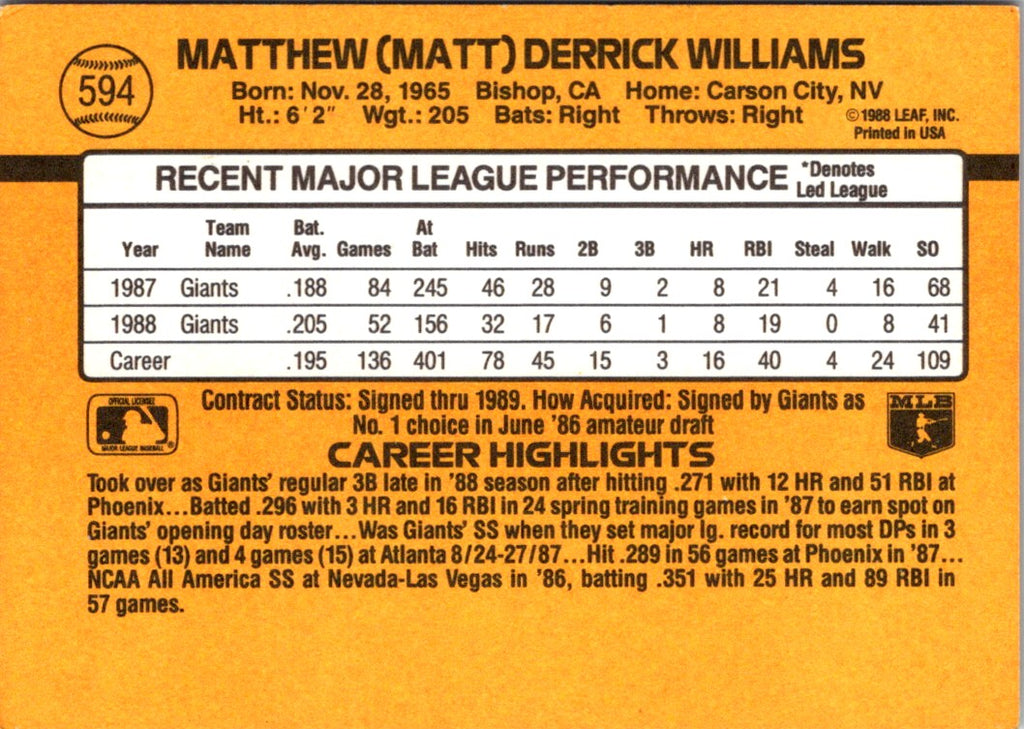 594
MATTHEW (MATT) DERRICK WILLIAMS
Born: Nov. 28, 1965 Bishop, CA Home: Carson City, NV
Ht.: 6'2" Wgt.: 205 Bats: Right Throws: Right
©1988 LEAF, INC.
Printed in USA
RECENT MAJOR LEAGUE PERFORMANCE
*Denotes
Led League
Year Team Name Bat. Avg. Games At Bat Hits Runs 2B 3B HR RBI Steal Walk SO
1987 Giants .188 84 245 46 28 9 2 8 21 4 16 68
1988 Giants .205 52 156 32 17 6 1 8 19 0 8 41
Career .195 136 401 78 45 15 3 16 40 4 24 109
OFFICIAL LICENSEE
MAJOR LEAGUE BASEBALL
®
Contract Status: Signed thru 1989. How Acquired: Signed by Giants as
No. 1 choice in June '86 amateur draft
MLB
CAREER HIGHLIGHTS
Took over as Giants' regular 3B late in '88 season after hitting .271 with 12 HR and 51 RBI at
Phoenix...Batted .296 with 3 HR and 16 RBI in 24 spring training games in '87 to earn spot on
Giants' opening day roster...Was Giants' SS when they set major lg. record for most DPs in 3
games (13) and 4 games (15) at Atlanta 8/24-27/87...Hit .289 in 56 games at Phoenix in '87...
NCAA All America SS at Nevada-Las Vegas in '86, batting .351 with 25 HR and 89 RBI in
57 games.